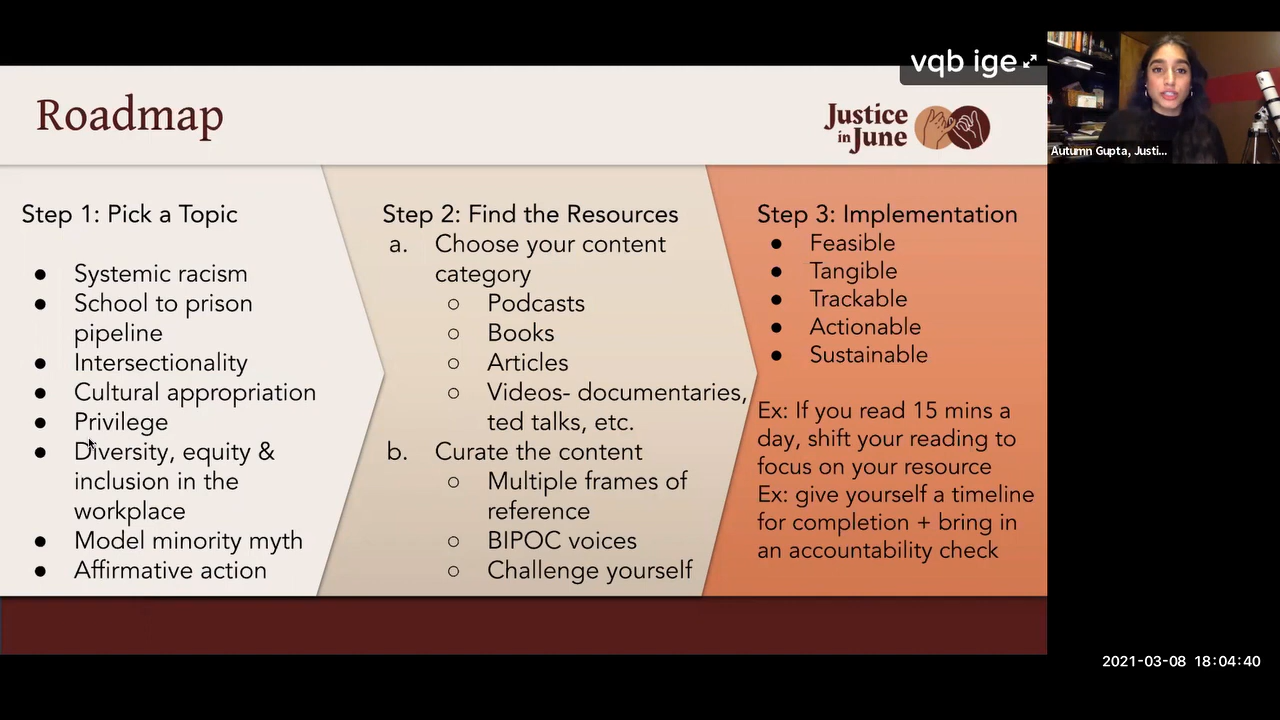 vqb ige
Roadmap
Justice
in June
Autumn Gupta, Justi...
Step 1: Pick a Topic
● Systemic racism
● School to prison
pipeline
● Intersectionality
● Cultural appropriation
● Privilege
● Diversity, equity &
inclusion in the
workplace
● Model minority myth
● Affirmative action
Step 2: Find the Resources
a. Choose your content
category
○ Podcasts
○ Books
○ Articles
○ Videos- documentaries,
ted talks, etc.
b. Curate the content
○ Multiple frames of
reference
○ BIPOC voices
○ Challenge yourself
Step 3: Implementation
● Feasible
● Tangible
● Trackable
● Actionable
● Sustainable
Ex: If you read 15 mins a
day, shift your reading to
focus on your resource
Ex: give yourself a timeline
for completion + bring in
an accountability check
2021-03-08 18:04:40